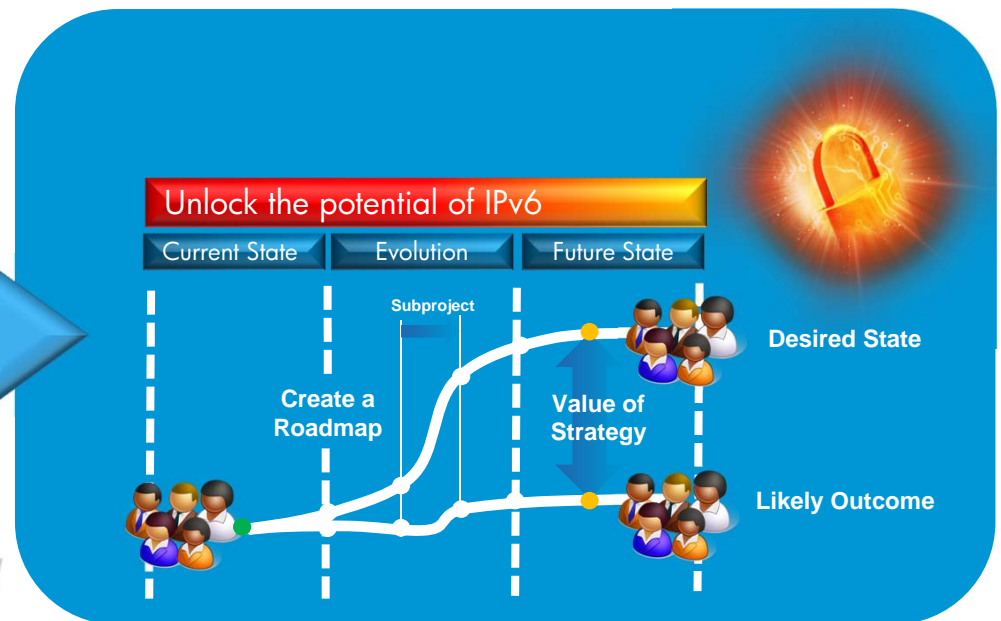 Unlock the potential of IPv6
Current State
Evolution
Future State
Subproject
Desired State
Create a
Roadmap
Value of
Strategy
Likely Outcome